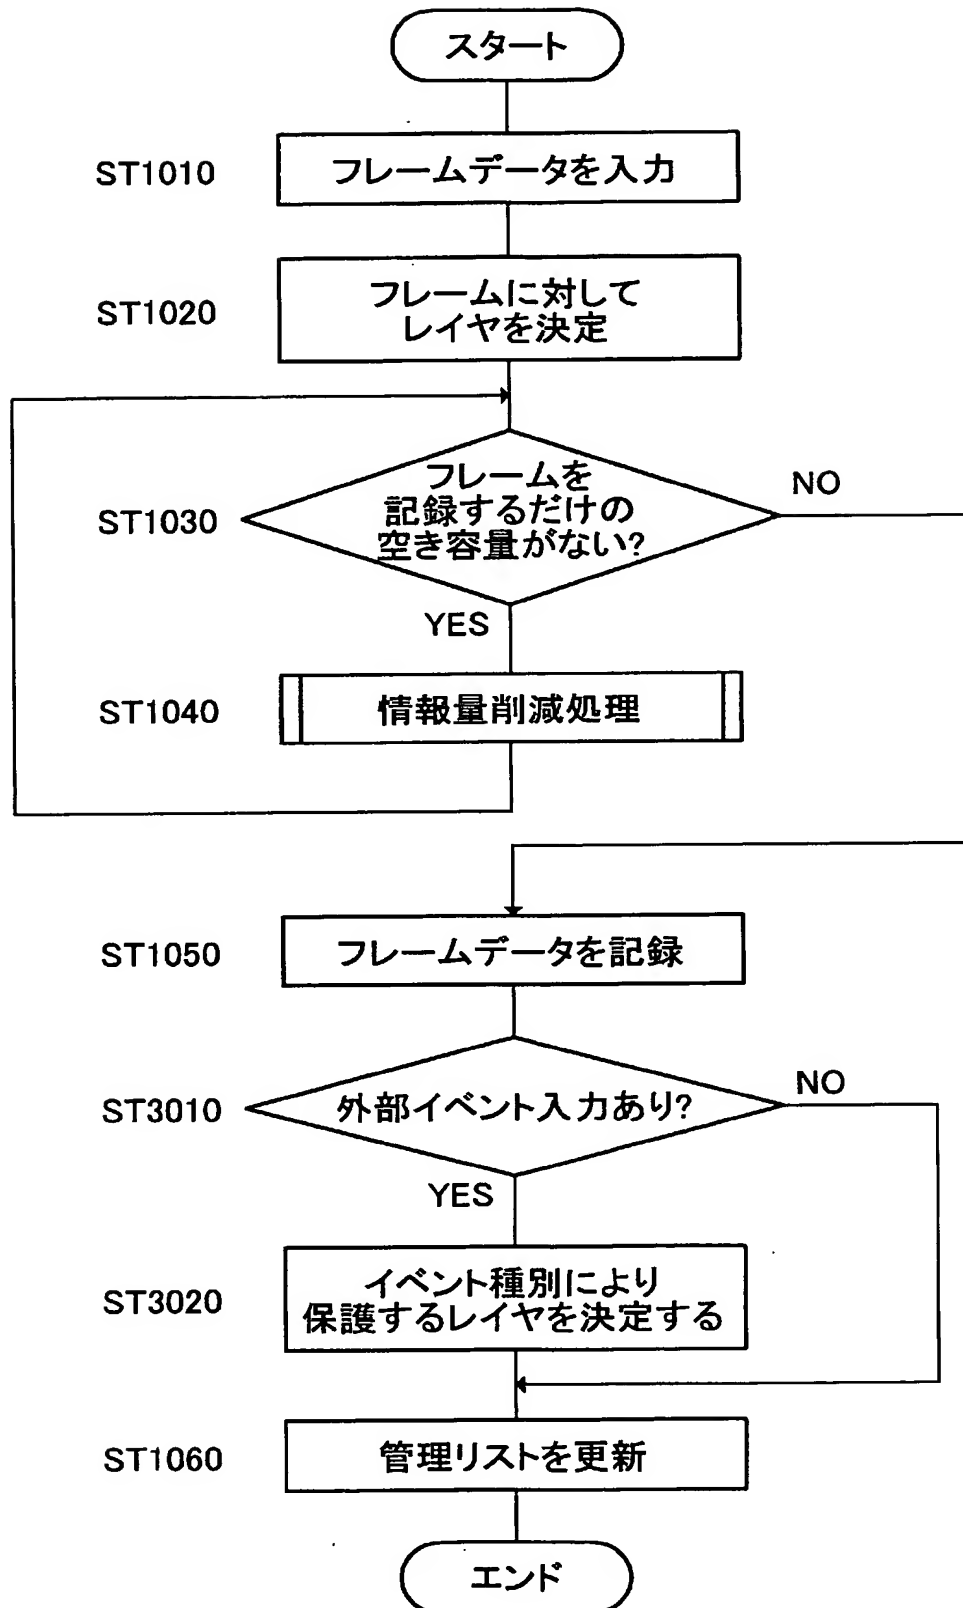 スタート
ST1010
フレームデータを入力
ST1020
フレームに対して
レイヤを決定
ST1030
フレームを
記録するだけの
空き容量がない?
NO
YES
ST1040
情報量削減処理
ST1050
フレームデータを記録
ST3010
外部イベント入力あり?
NO
YES
ST3020
イベント種別により
保護するレイヤを決定する
ST1060
管理リストを更新
エンド